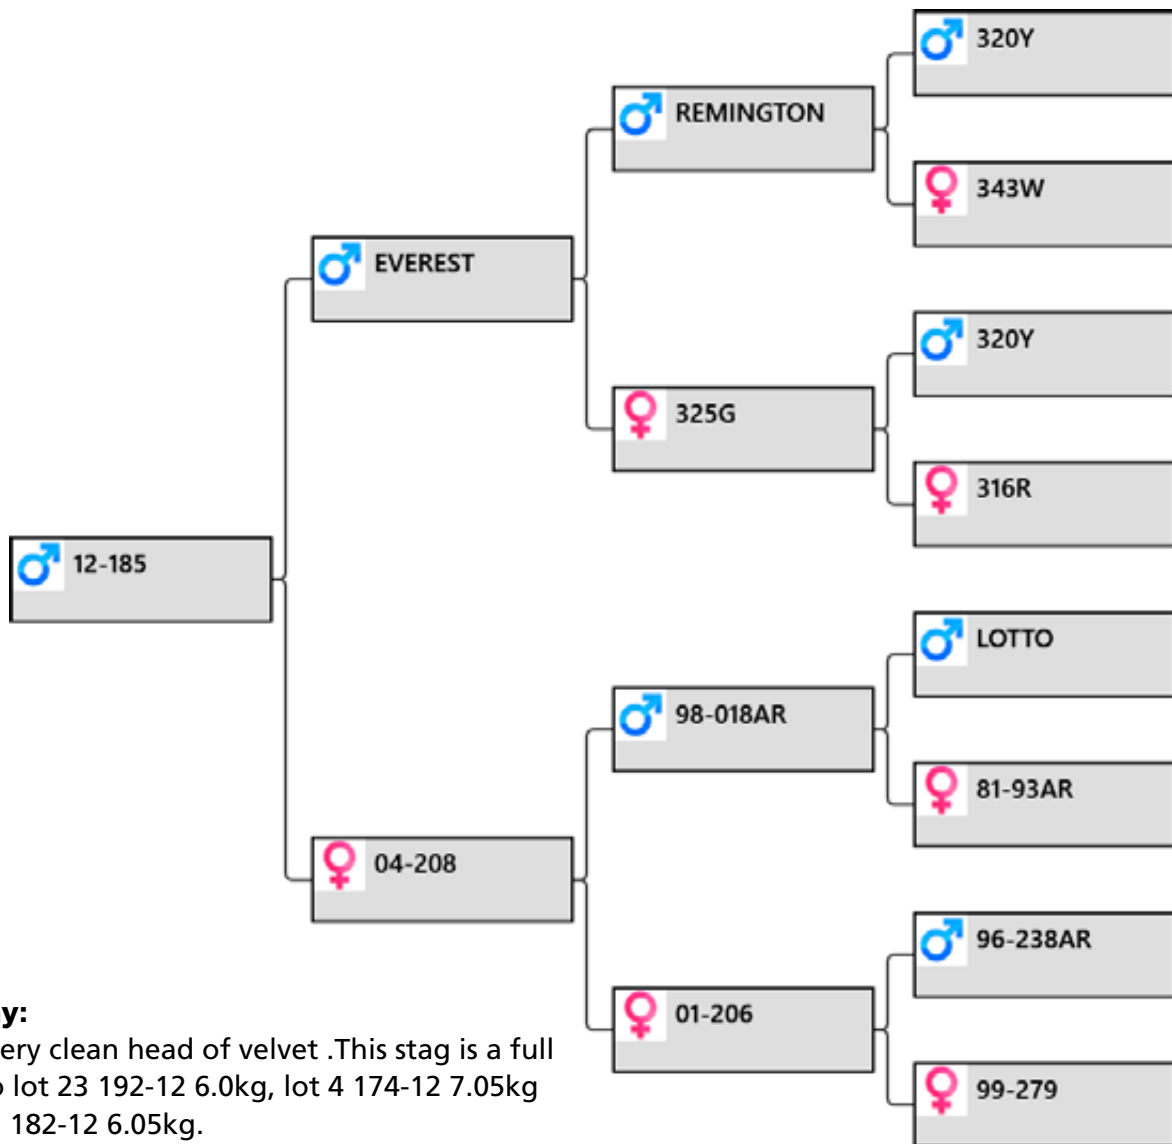 320Y
REMINGTON
343W
EVEREST
320Y
325G
316R
12-185
LOTTO
98-018AR
81-93AR
04-208
96-238AR
01-206
99-279
y:
ery clean head of velvet .This stag is a full
lot 23 192-12 6.0kg, lot 4 174-12 7.05kg
182-12 6.05kg.